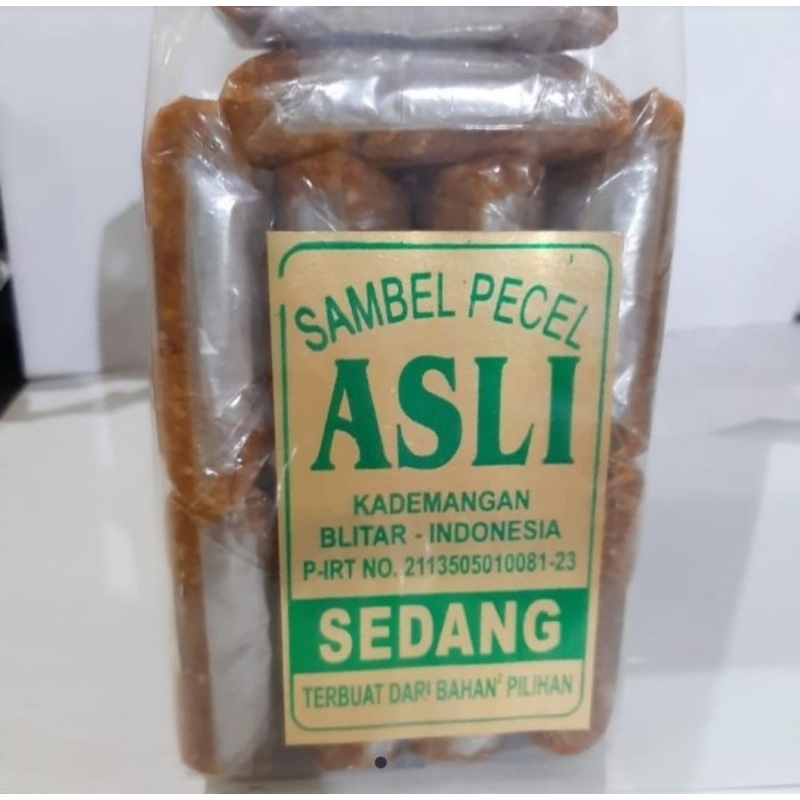 SAMBEL PECEL
ASLI
KADEMANGAN
BLITAR - INDONESIA
P-IRT NO. 2113505010081-23
SEDANG
TERBUAT DARI BAHAN² PILIHAN